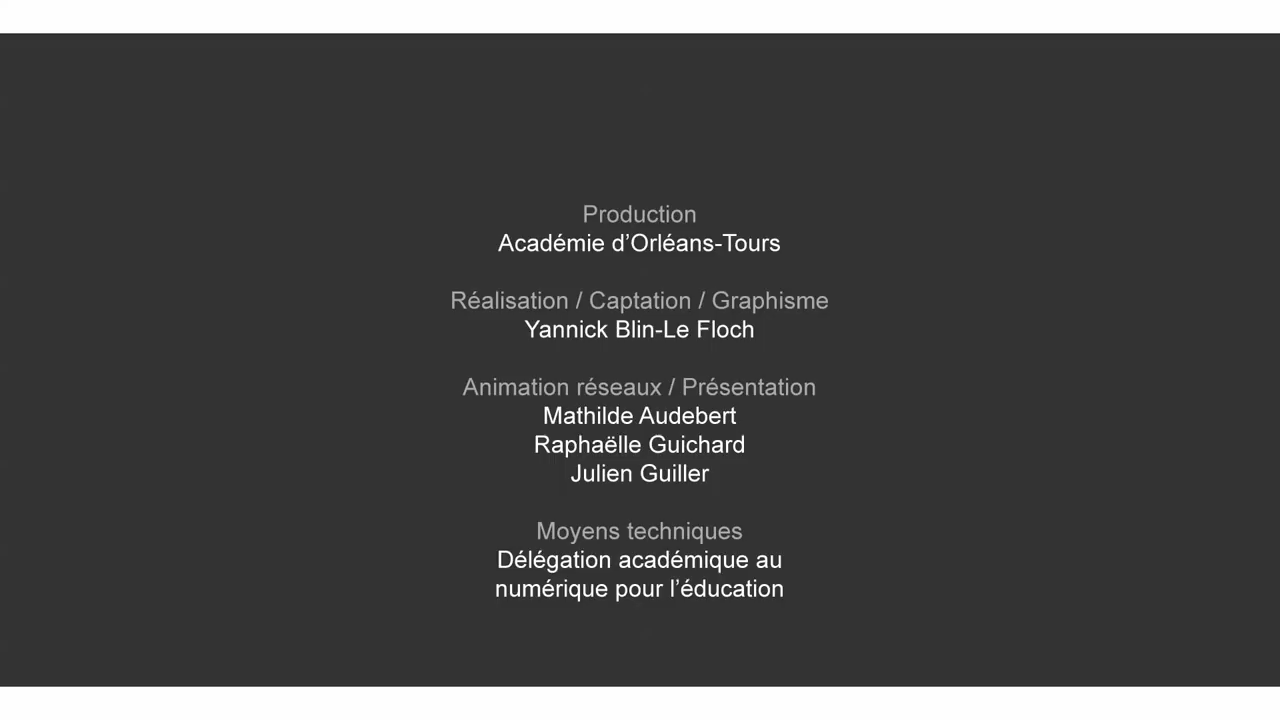 Production
Académie d’Orléans-Tours
Réalisation / Captation / Graphisme
Yannick Blin-Le Floch
Animation réseaux / Présentation
Mathilde Audebert
Raphaëlle Guichard
Julien Guiller
Moyens techniques
Délégation académique au
numérique pour l’éducation